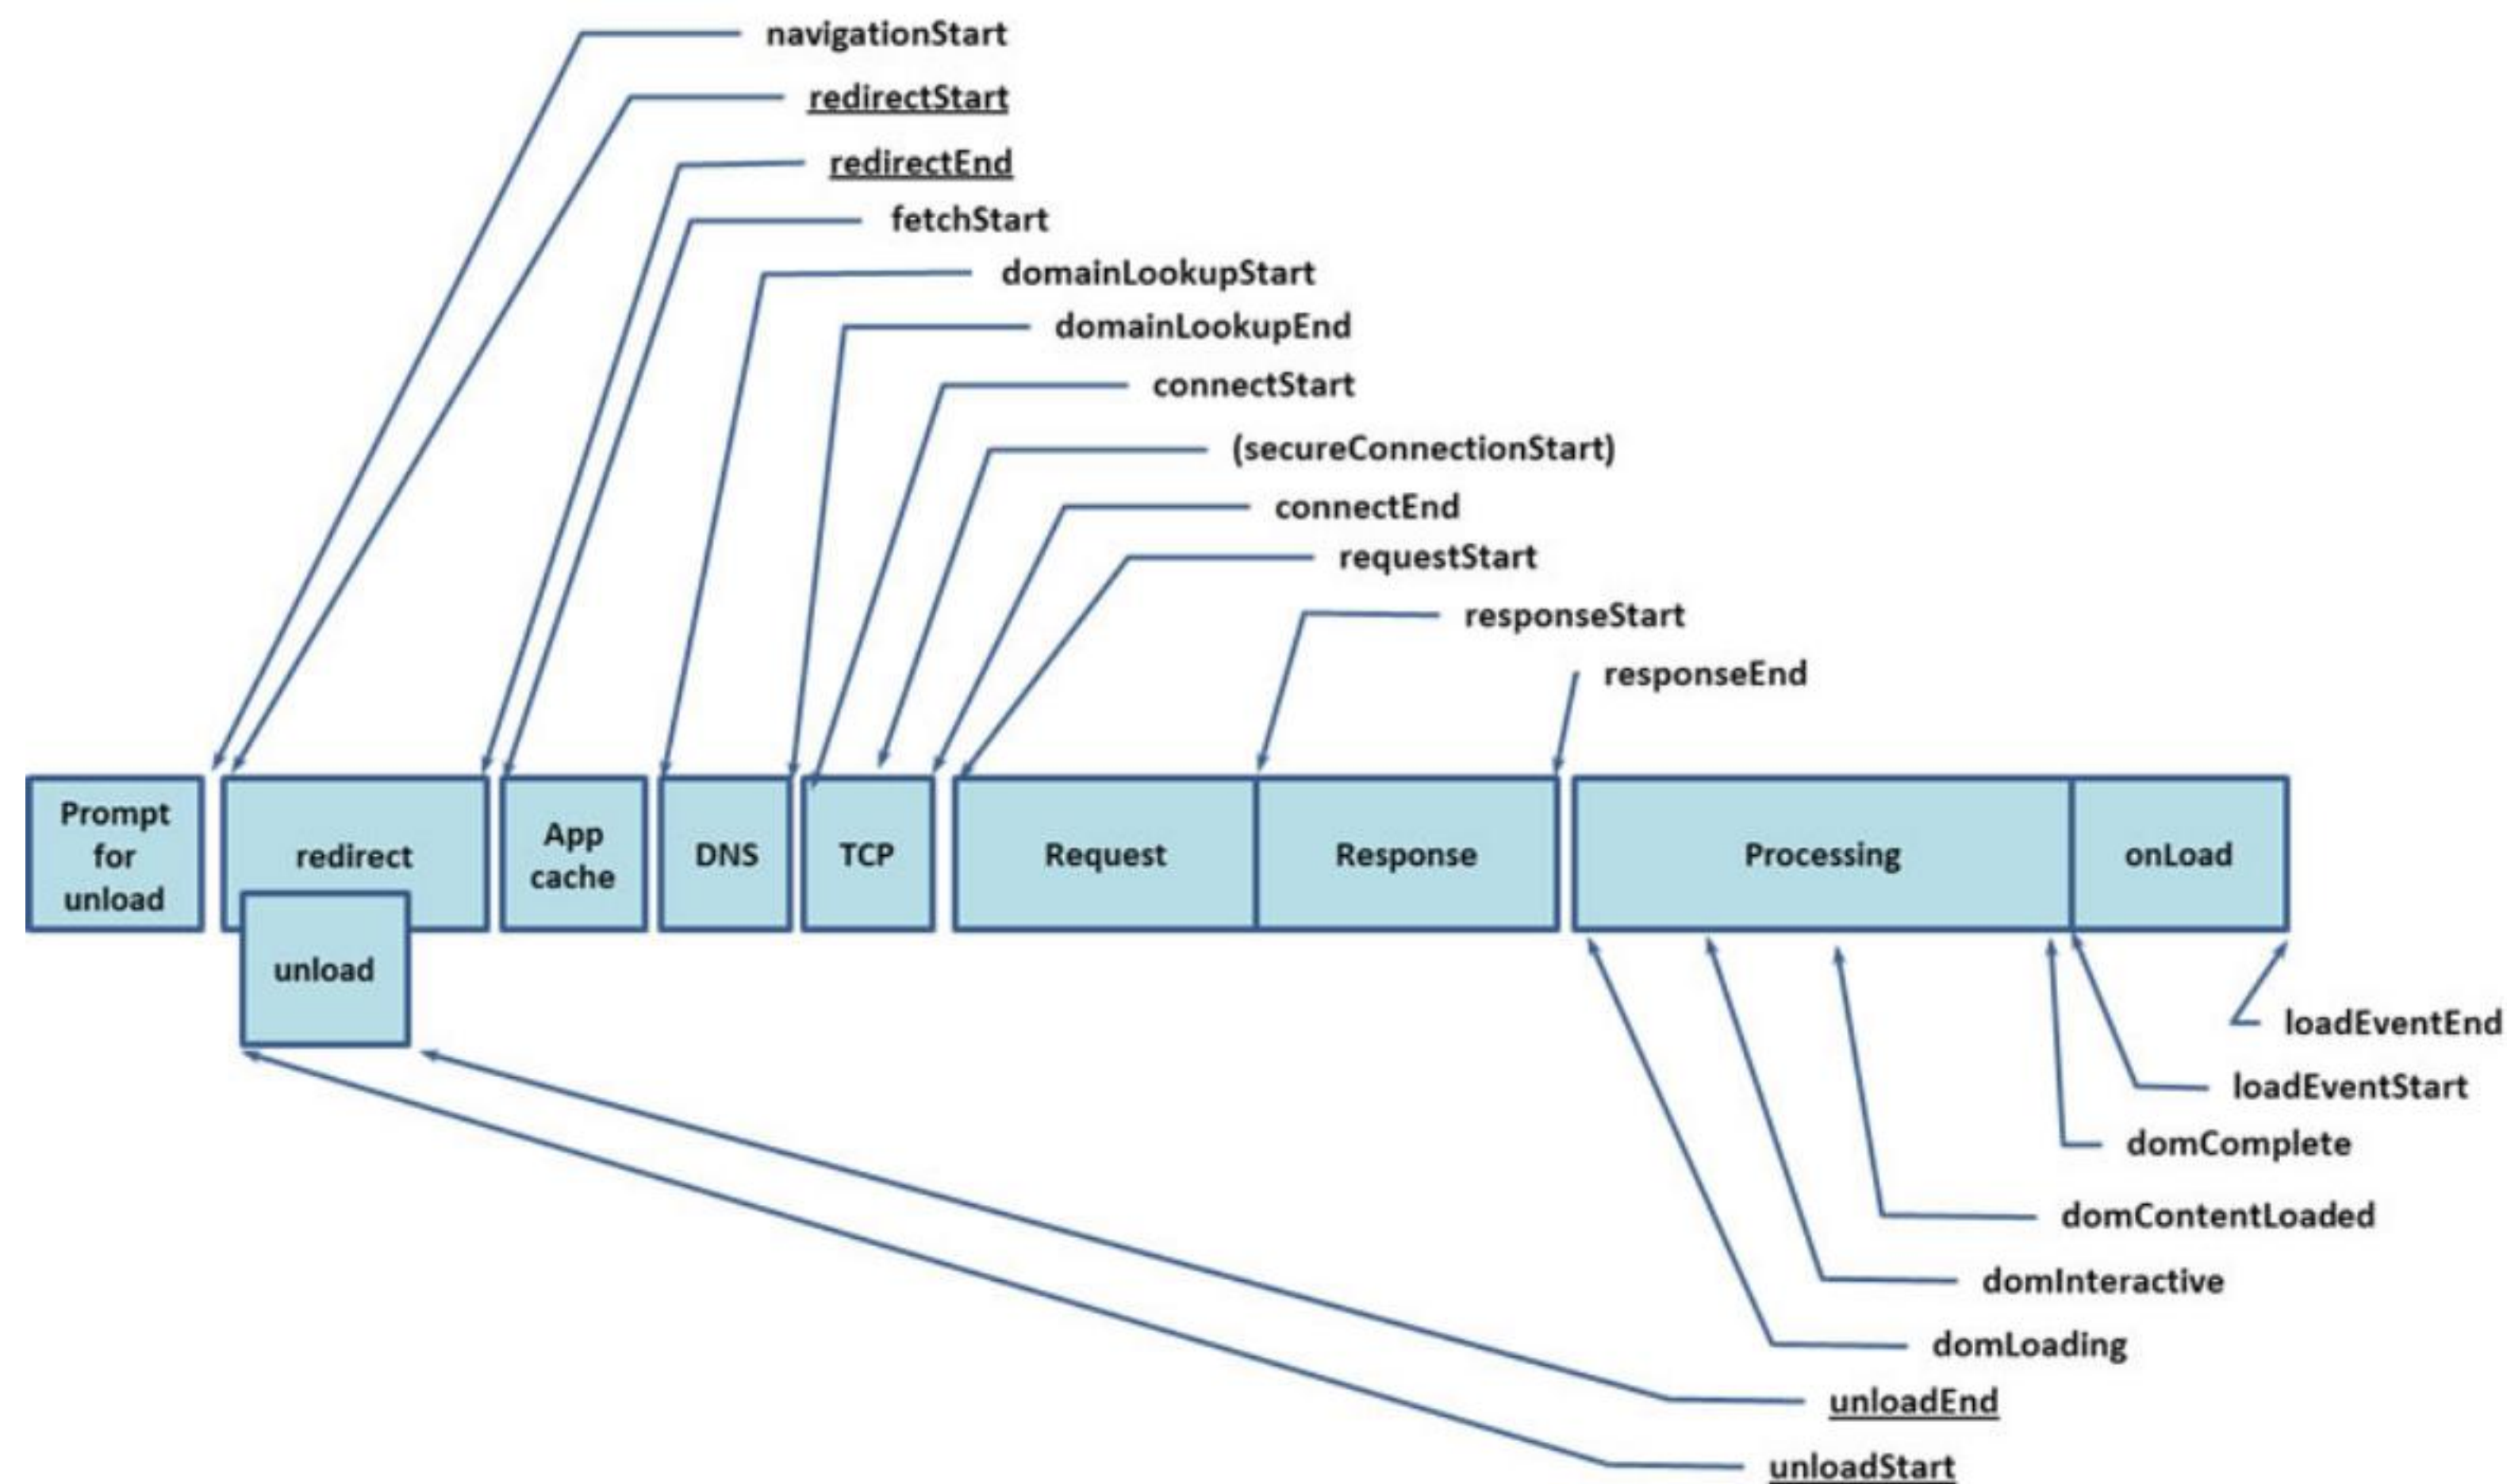 navigationStart
redirectStart
redirectEnd
fetchStart
domainLookupStart
domainLookupEnd
connectStart
(secureConnectionStart)
connectEnd
requestStart
responseStart
responseEnd
Prompt
for
unload
redirect
unload
App
cache
DNS
TCP
Request
Response
Processing
onLoad
loadEventEnd
loadEventStart
domComplete
domContentLoaded
domInteractive
domLoading
unloadEnd
unloadStart